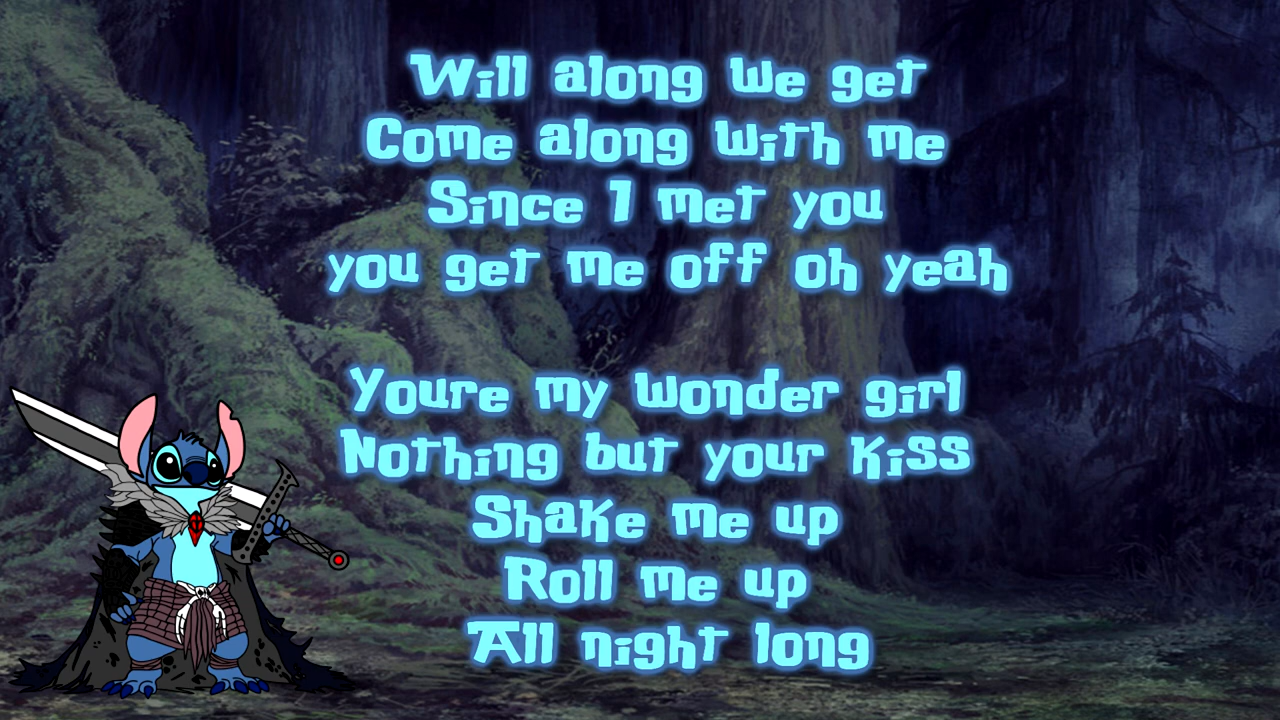 Will along we get
Come along with me
Since I met you
you get me off oh yeah
Youre my wonder girl
Nothing but your kiss
Shake me up
Roll me up
All night long